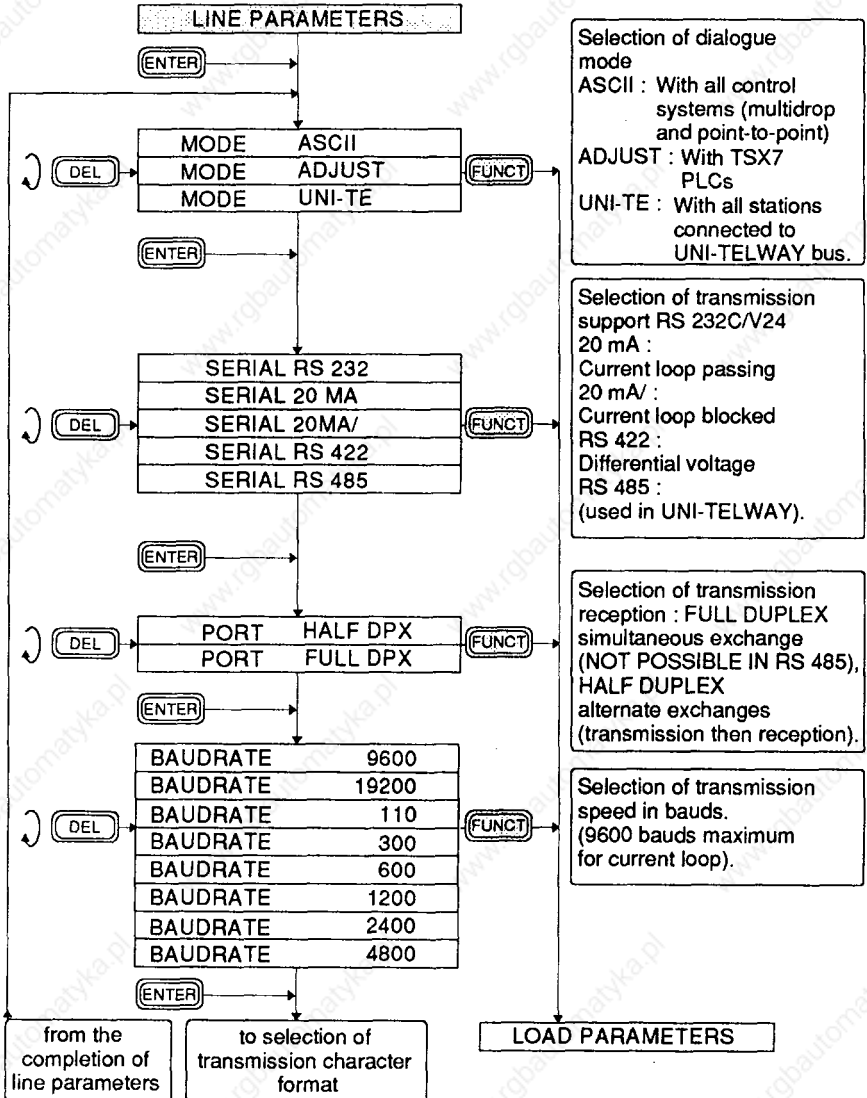 LINE PARAMETERS
ENTER
MODE ASCII
MODE ADJUST
MODE UNI-TE
DEL
FUNCT
Selection of dialogue
mode
ASCII : With all control
systems (multidrop
and point-to-point)
ADJUST : With TSX7
PLCs
UNI-TE : With all stations
connected to
UNI-TELWAY bus.
ENTER
SERIAL RS 232
SERIAL 20 MA
SERIAL 20MA/
SERIAL RS 422
SERIAL RS 485
DEL
FUNCT
Selection of transmission
support RS 232C/V24
20 mA :
Current loop passing
20 mA/ :
Current loop blocked
RS 422 :
Differential voltage
RS 485 :
(used in UNI-TELWAY).
ENTER
PORT HALF DPX
PORT FULL DPX
DEL
FUNCT
Selection of transmission
reception : FULL DUPLEX
simultaneous exchange
(NOT POSSIBLE IN RS 485),
HALF DUPLEX
alternate exchanges
(transmission then reception).
ENTER
BAUDRATE 9600
BAUDRATE 19200
BAUDRATE 110
BAUDRATE 300
BAUDRATE 600
BAUDRATE 1200
BAUDRATE 2400
BAUDRATE 4800
DEL
FUNCT
Selection of transmission
speed in bauds.
(9600 bauds maximum
for current loop).
ENTER
from the
completion of
line parameters
to selection of
transmission character
format
LOAD PARAMETERS
www.rgbautomatyka.pl